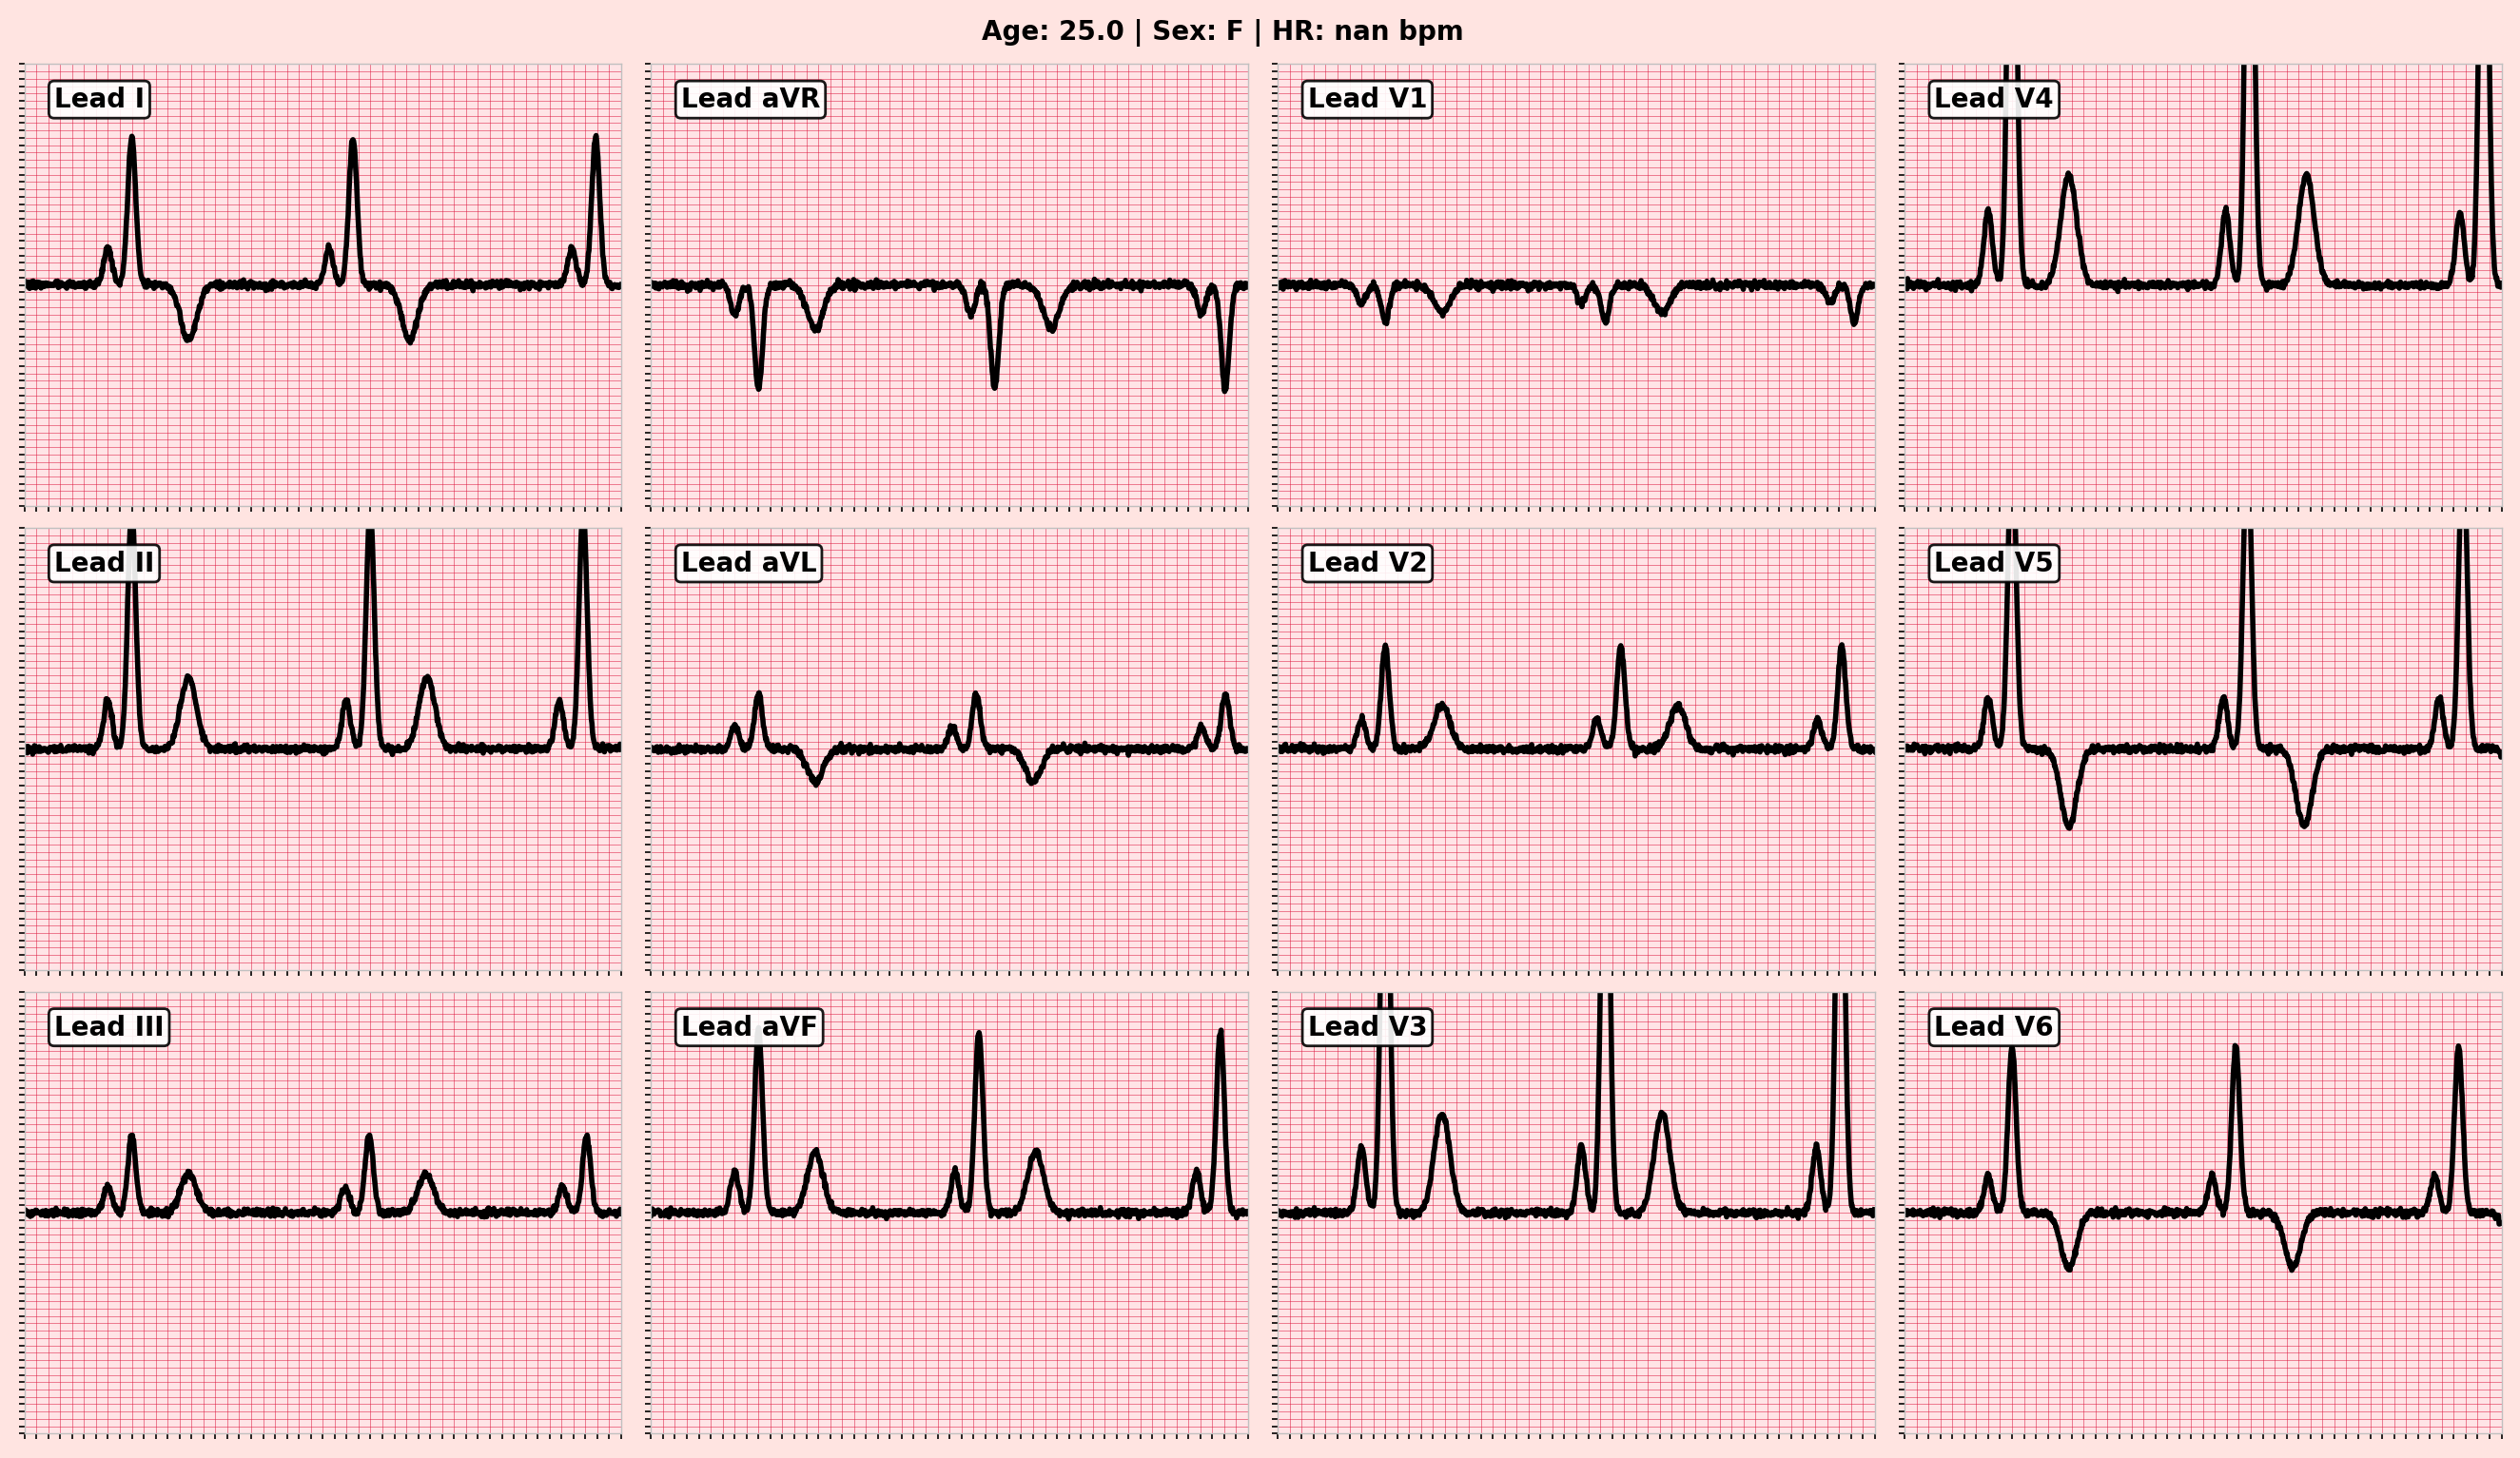 Age: 25.0 | Sex: F | HR: nan bpm
Lead I
Lead aVR
Lead V1
Lead V4
Lead II
Lead aVL
Lead V2
Lead V5
Lead III
Lead aVF
Lead V3
Lead V6